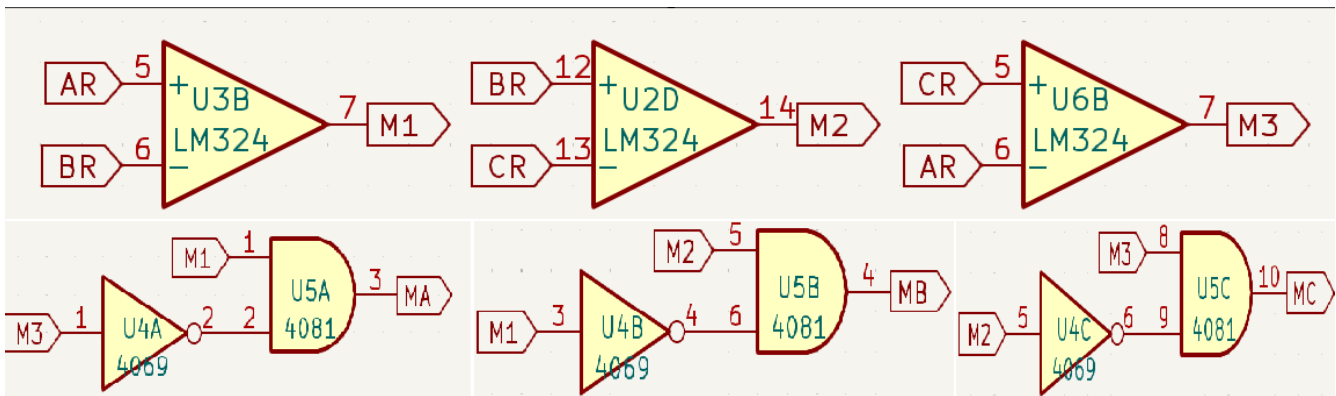 AR 5 + U3B 7 M1
BR 6 − LM324
BR 12 + U2D 14 M2
CR 13 − LM324
CR 5 + U6B 7 M3
AR 6 − LM324
M1 1
U5A 3 MA
M3 1 U4A 2 2 4081
4069
M2 5
U5B 4 MB
M1 3 U4B 4 6 4081
4069
M3 8
U5C 10 MC
M2 5 U4C 6 9 4081
4069